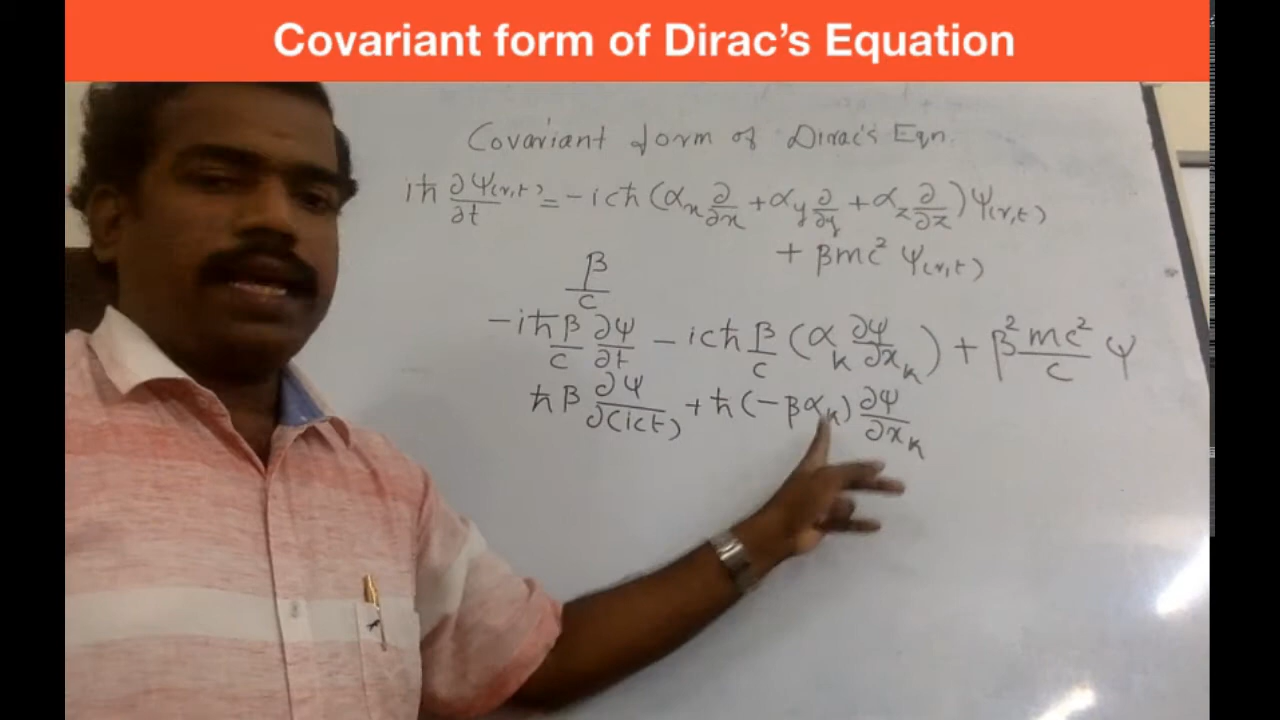 Covariant form of Dirac's Equation
Covariant form of Dirac's Eqn.
iħ ∂Ψ(r,t)/∂t = -icħ (αx ∂/∂x + αy ∂/∂y + αz ∂/∂z) Ψ(r,t)
+ βmc² Ψ(r,t)
β/c
-iħ β/c ∂Ψ/∂t - icħ β/c (αk ∂Ψ/∂xk) + β² mc²/c Ψ
ħβ ∂Ψ/∂(ict) + ħ(-βαk) ∂Ψ/∂xk